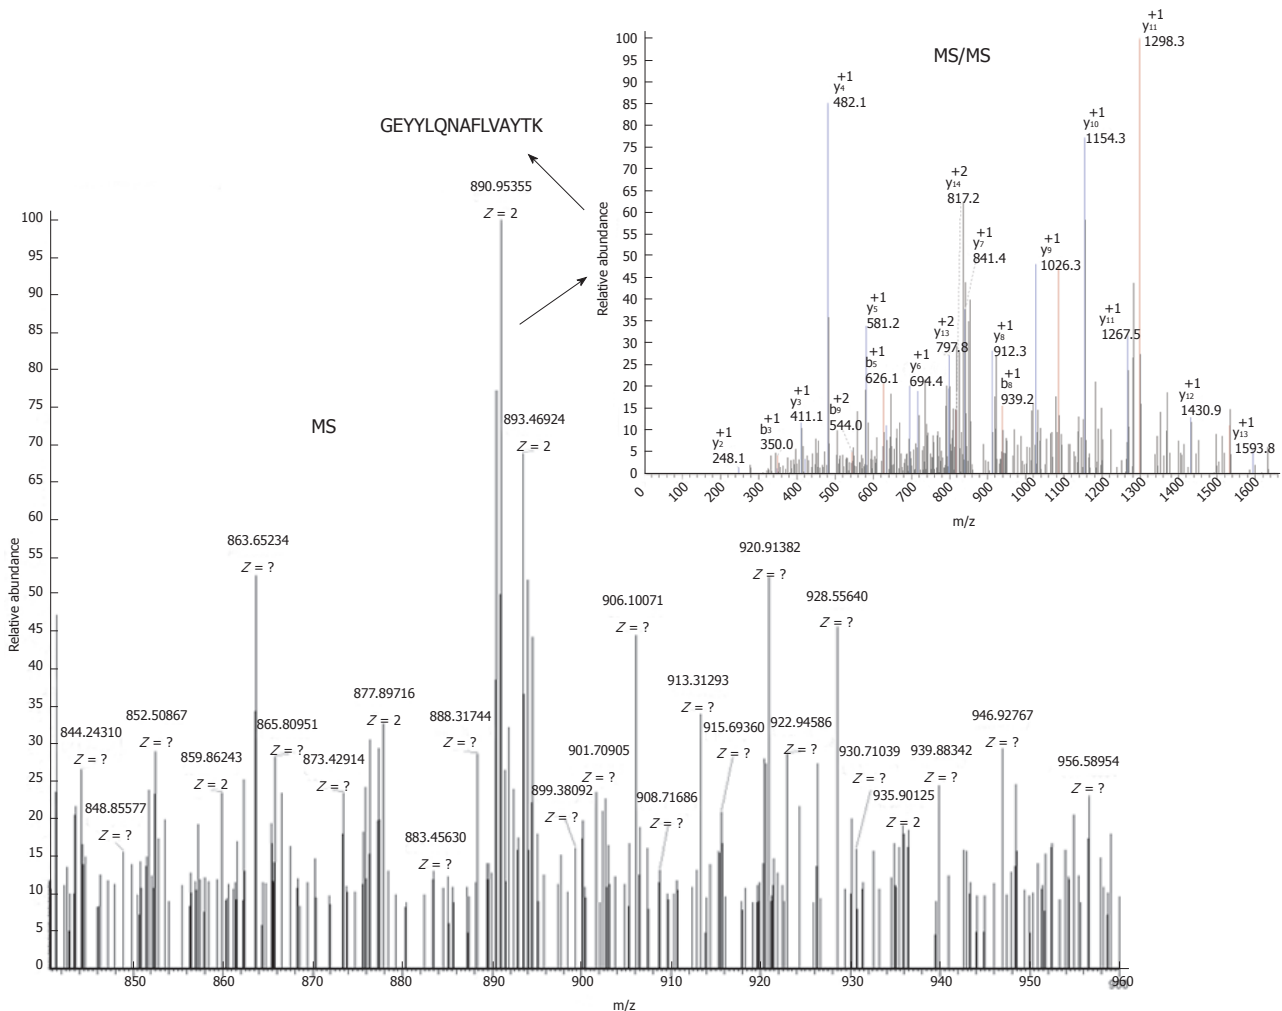 MS/MS
Relative abundance
100
95
90
85
80
75
70
65
60
55
50
45
40
35
30
25
20
15
10
5
0
+1
y11
1298.3
+1
y4
482.1
+1
y10
1154.3
+2
y14
817.2
+1
y7
841.4
+1
y9
1026.3
+1
y5
581.2
+2
y13
797.8
+1
y8
912.3
+1
y11
1267.5
+1
b5
626.1
+1
y6
694.4
+1
b8
939.2
+1
y3
411.1
+2
b9
544.0
+1
y12
1430.9
+1
y2
248.1
+1
b3
350.0
+1
y13
1593.8
0 100 200 300 400 500 600 700 800 900 1000 1100 1200 1300 1400 1500 1600
m/z
GEYYLQNAFLVAYTK
MS
Relative abundance
100
95
90
85
80
75
70
65
60
55
50
45
40
35
30
25
20
15
10
5
0
890.95355
Z = 2
893.46924
Z = 2
863.65234
Z = ?
920.91382
Z = ?
906.10071
Z = ?
928.55640
Z = ?
844.24310
Z = ?
852.50867
Z = ?
865.80951
Z = ?
877.89716
Z = 2
888.31744
Z = ?
913.31293
Z = ?
915.69360
Z = ?
922.94586
Z = ?
946.92767
Z = ?
859.86243
Z = 2
873.42914
Z = ?
901.70905
Z = ?
930.71039
Z = ?
939.88342
Z = ?
956.58954
Z = ?
848.85577
Z = ?
899.38092
Z = ?
908.71686
Z = ?
935.90125
Z = 2
883.45630
Z = ?
850 860 870 880 890 900 910 920 930 940 950 960
m/z